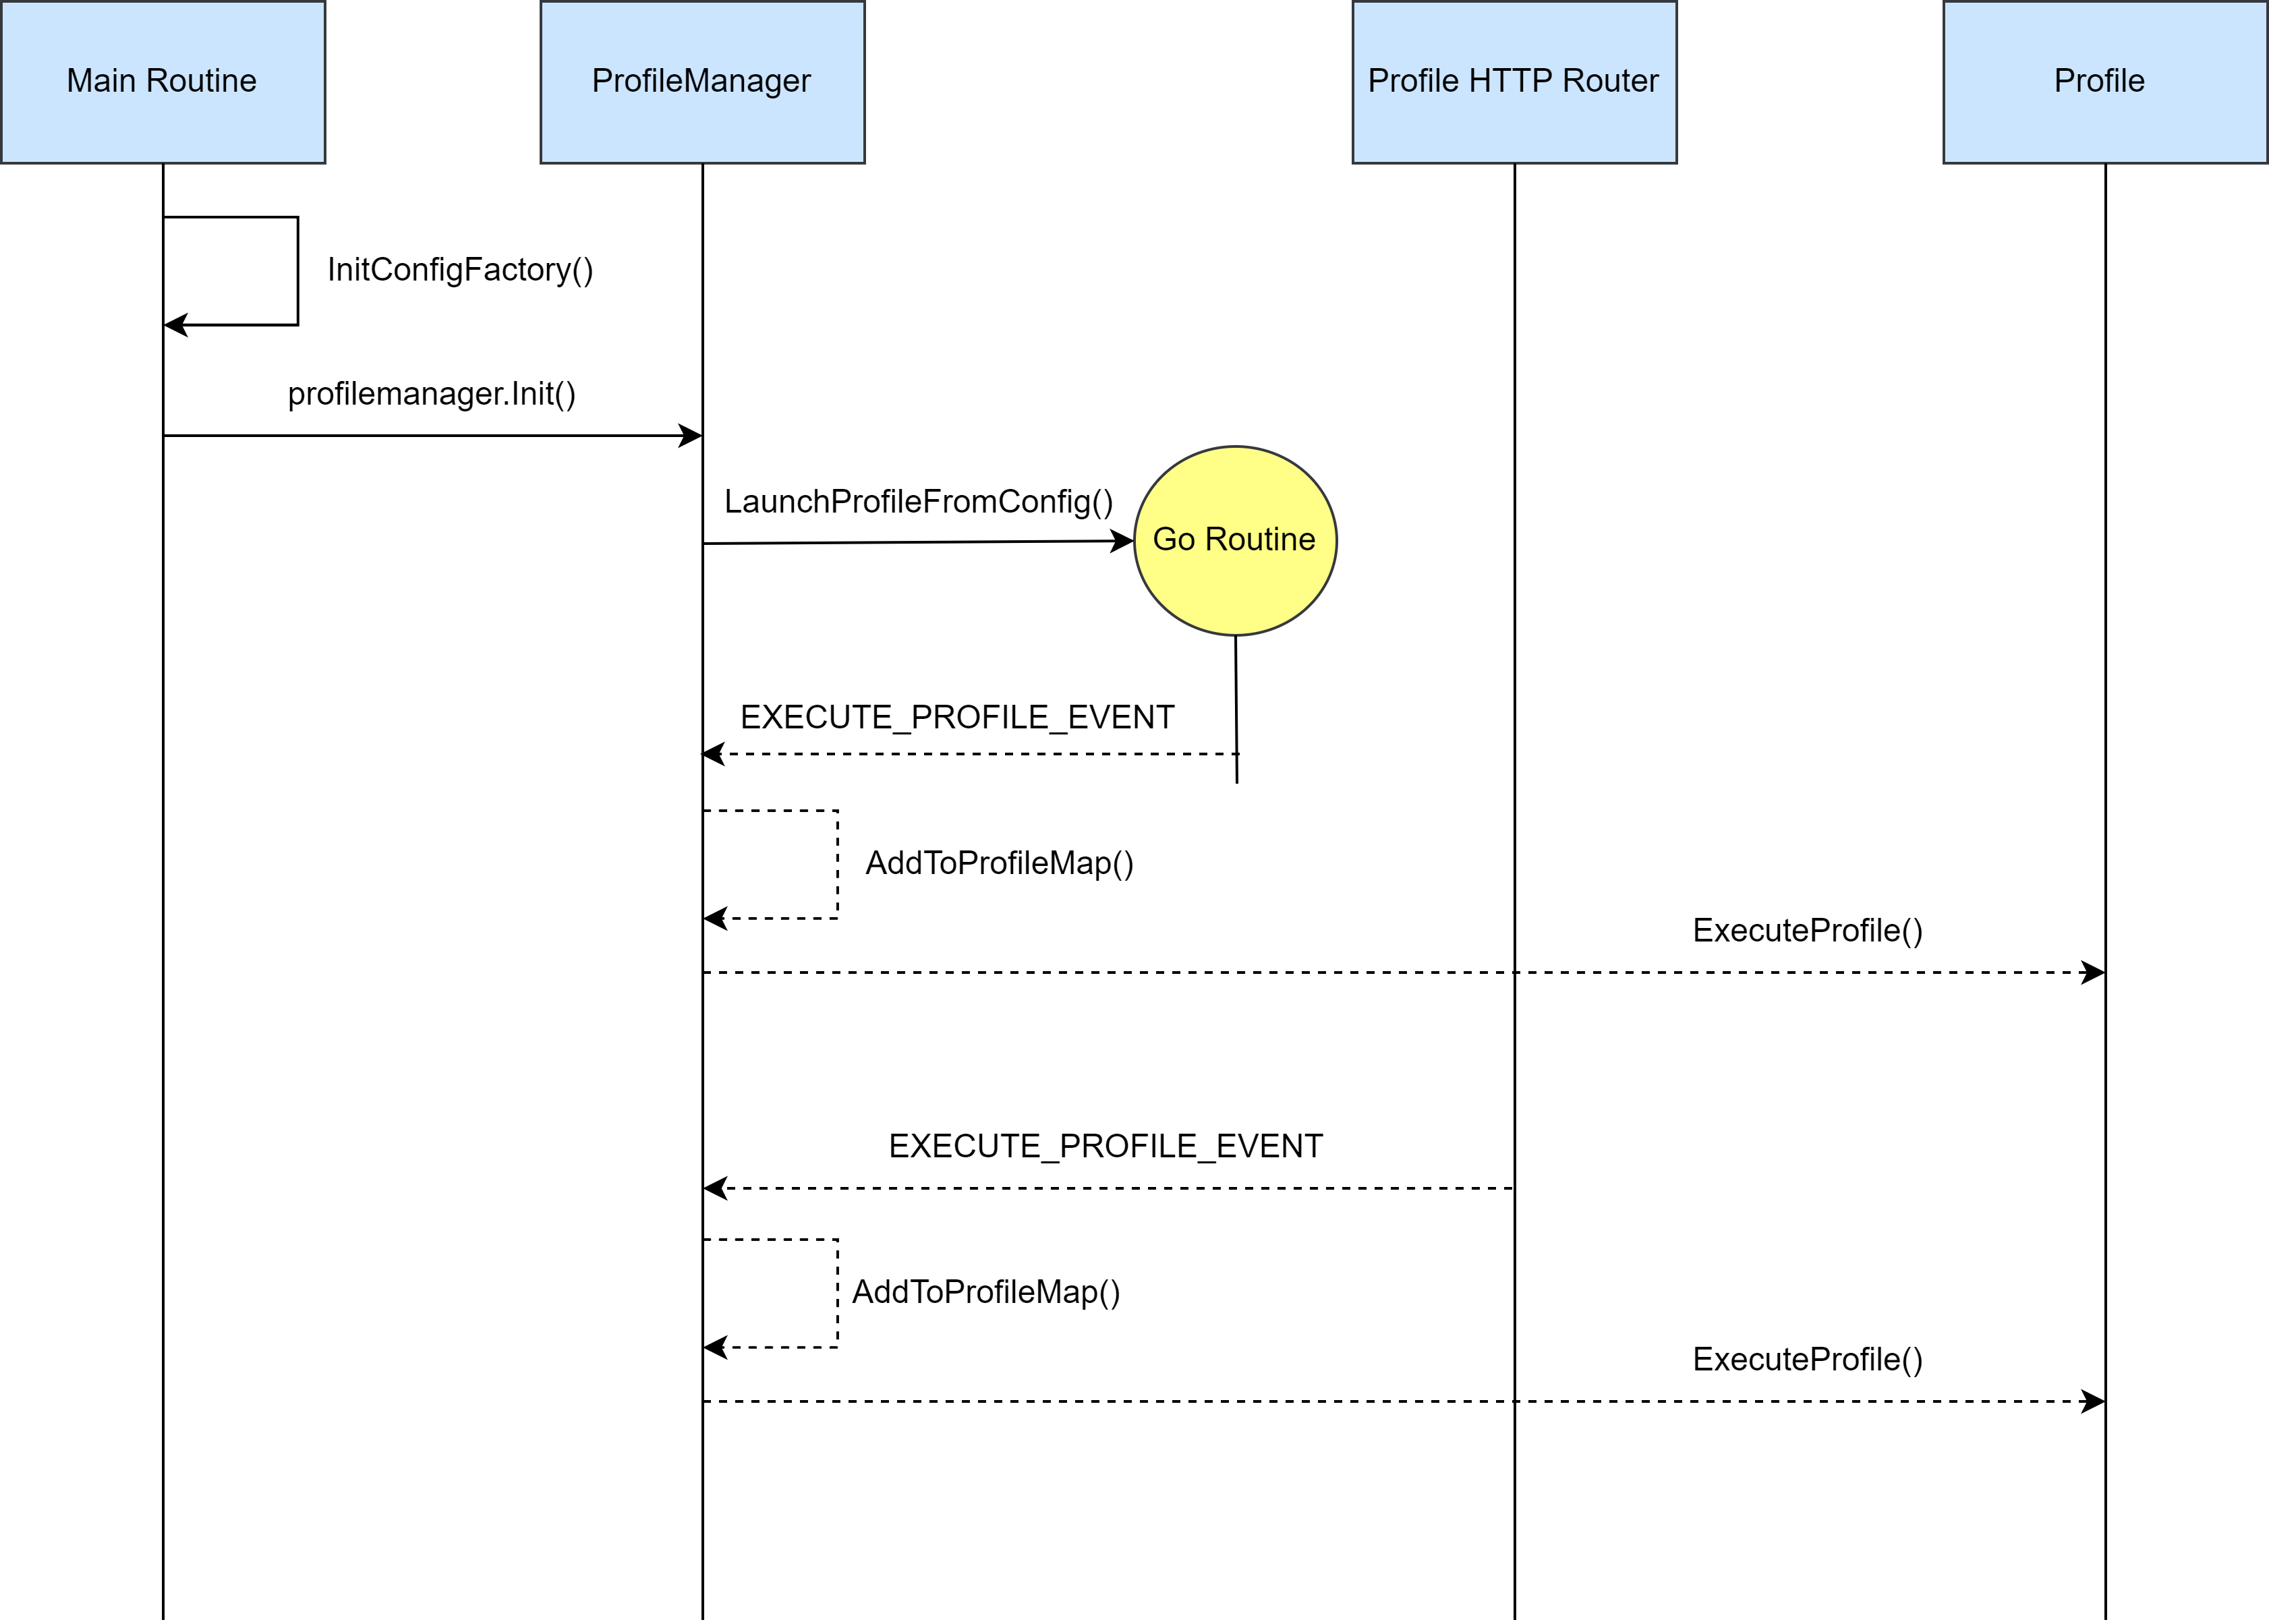 Main Routine
ProfileManager
Profile HTTP Router
Profile
InitConfigFactory()
profilemanager.Init()
LaunchProfileFromConfig()
Go Routine
EXECUTE_PROFILE_EVENT
AddToProfileMap()
ExecuteProfile()
EXECUTE_PROFILE_EVENT
AddToProfileMap()
ExecuteProfile()